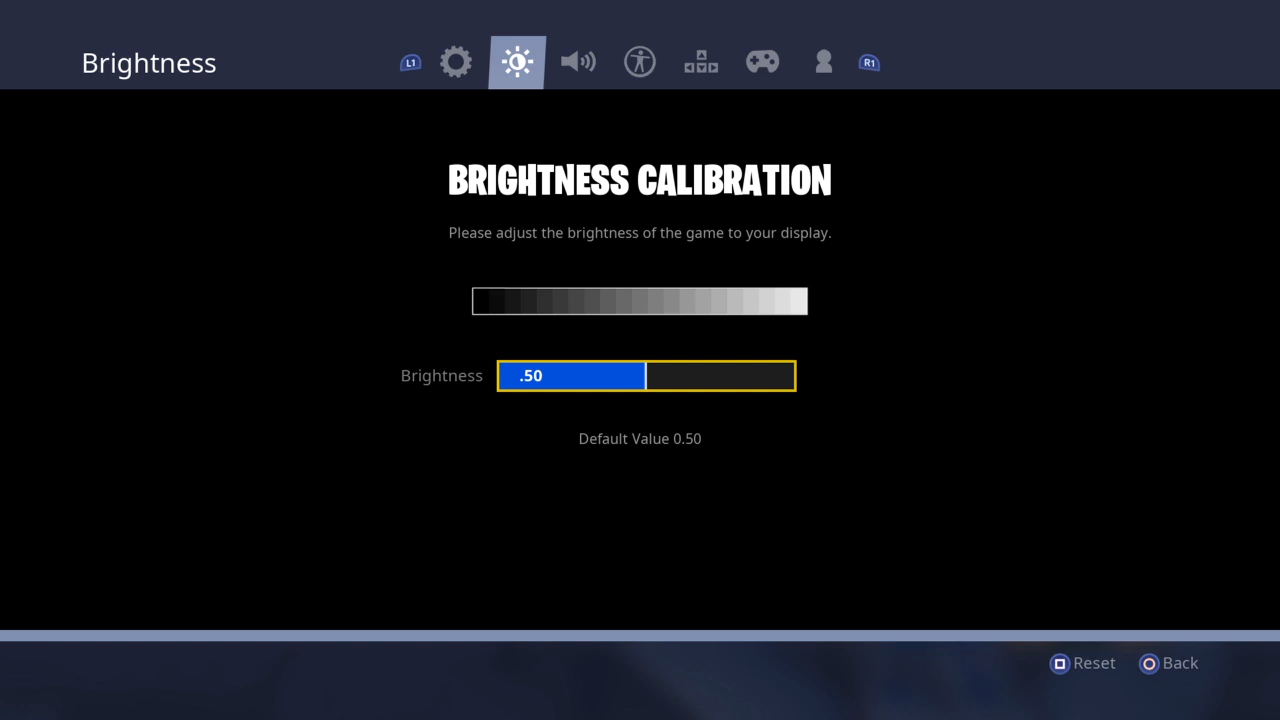 Brightness
L1
R1
BRIGHTNESS CALIBRATION
Please adjust the brightness of the game to your display.
Brightness .50
Default Value 0.50
Reset Back